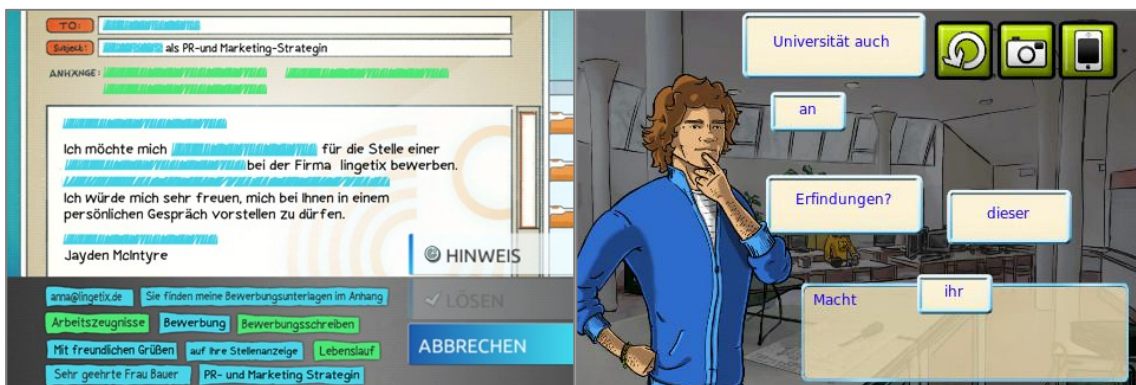 TO:
Subject: als PR-und Marketing-Strategin
ANHÄNGE:
Ich möchte mich für die Stelle einer
bei der Firma lingetix bewerben.
Ich würde mich sehr freuen, mich bei Ihnen in einem
persönlichen Gespräch vorstellen zu dürfen.
Jayden McIntyre
HINWEIS
LÖSEN
ABBRECHEN
anna@lingetix.de Sie finden meine Bewerbungsunterlagen im Anhang
Arbeitszeugnisse Bewerbung Bewerbungsschreiben
Mit freundlichen Grüßen auf Ihre Stellenanzeige Lebenslauf
Sehr geehrte Frau Bauer PR- und Marketing Strategin
Universität auch
an
Erfindungen?
dieser
ihr
Macht